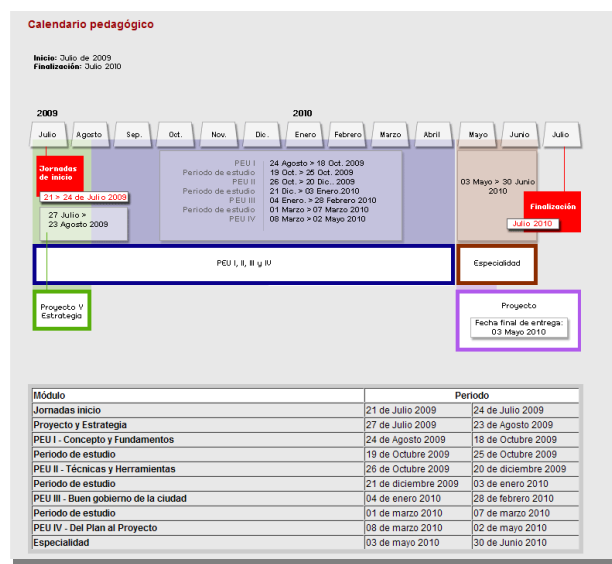 Calendario pedagógico
Inicio: Julio de 2009
Finalización: Julio 2010
2009
2010
Julio
Agosto
Sep.
Oct.
Nov.
Dic.
Enero
Febrero
Marzo
Abril
Mayo
Junio
Julio
Jornadas
de inicio
21 > 24 de Julio 2009
27 Julio >
23 Agosto 2009
PEU I 24 Agosto > 18 Oct. 2009
Periodo de estudio 19 Oct. > 25 Oct. 2009
PEU II 26 Oct. > 20 Dic.. 2009
Periodo de estudio 21 Dic. > 03 Enero.2010
PEU III 04 Enero. > 28 Febrero 2010
Periodo de estudio 01 Marzo > 07 Marzo 2010
PEU IV 08 Marzo > 02 Mayo 2010
03 Mayo > 30 Junio
2010
Finalización
Julio 2010
PEU I, II, III y IV
Especialidad
Proyecto Y
Estrategia
Proyecto
Fecha final de entrega:
03 Mayo 2010
Módulo Periodo
Jornadas inicio 21 de Julio 2009 24 de Julio 2009
Proyecto y Estrategia 27 de Julio 2009 23 de Agosto 2009
PEU I - Concepto y Fundamentos 24 de Agosto 2009 18 de Octubre 2009
Periodo de estudio 19 de Octubre 2009 25 de Octubre 2009
PEU II - Técnicas y Herramientas 26 de Octubre 2009 20 de diciembre 2009
Periodo de estudio 21 de diciembre 2009 03 de enero 2010
PEU III - Buen gobierno de la ciudad 04 de enero 2010 28 de febrero 2010
Periodo de estudio 01 de marzo 2010 07 de marzo 2010
PEU IV - Del Plan al Proyecto 08 de marzo 2010 02 de mayo 2010
Especialidad 03 de mayo 2010 30 de Junio 2010